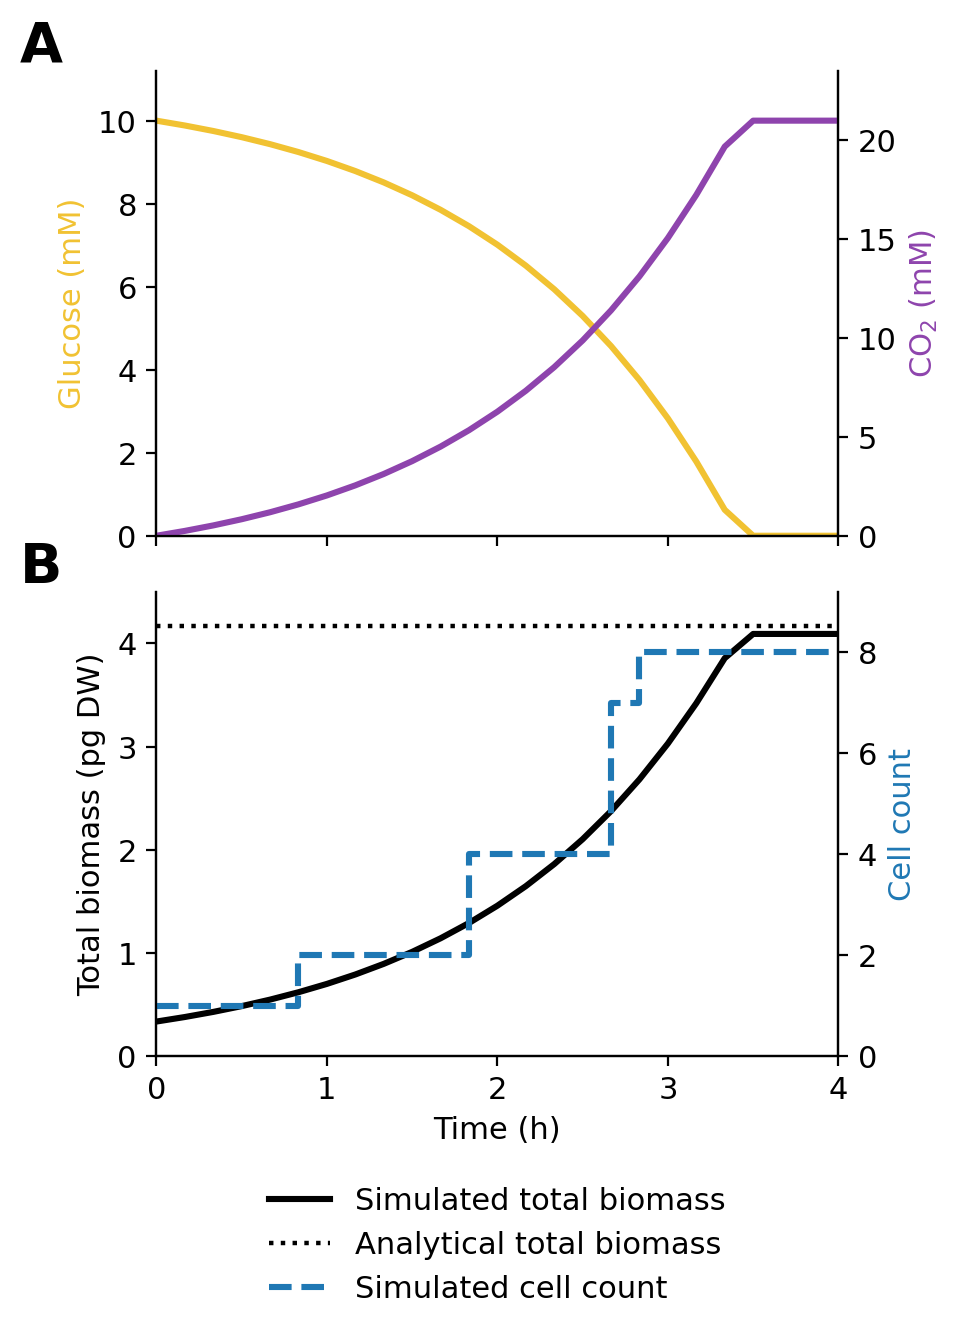 A
10
8
6
4
2
0
Glucose (mM)
20
15
10
5
0
CO₂ (mM)
B
4
3
2
1
0
Total biomass (pg DW)
8
6
4
2
0
Cell count
0 1 2 3 4
Time (h)
Simulated total biomass
Analytical total biomass
Simulated cell count